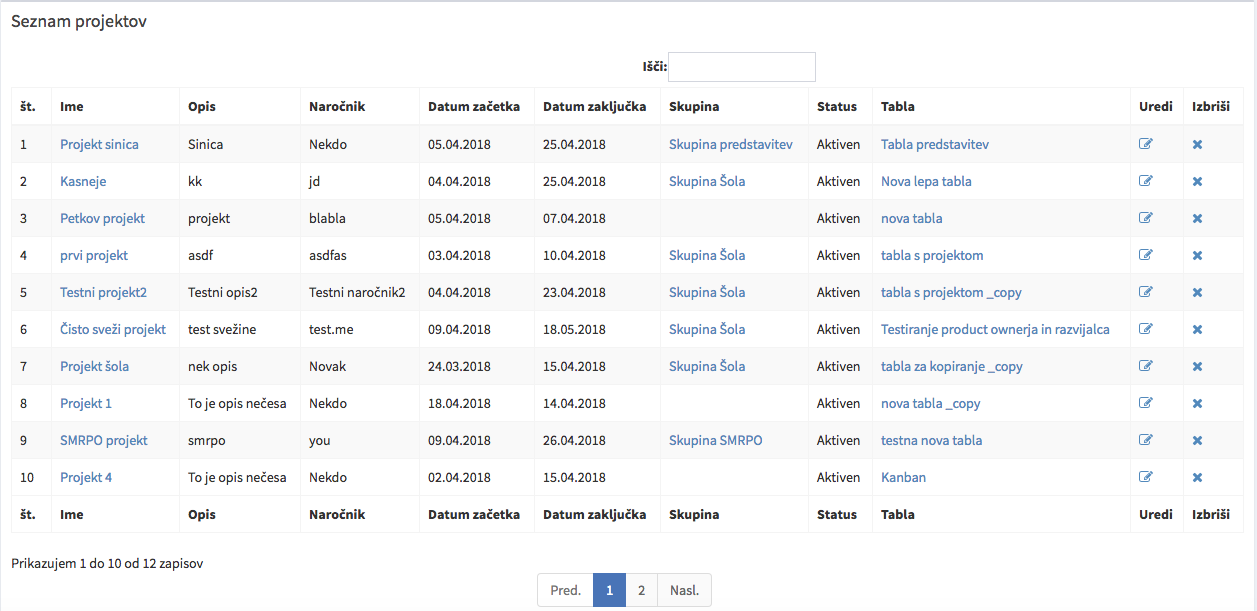 Seznam projektov
Išči:
št. Ime Opis Naročnik Datum začetka Datum zaključka Skupina Status Tabla Uredi Izbriši
1 Projekt sinica Sinica Nekdo 05.04.2018 25.04.2018 Skupina predstavitev Aktiven Tabla predstavitev
2 Kasneje kk jd 04.04.2018 25.04.2018 Skupina Šola Aktiven Nova lepa tabla
3 Petkov projekt projekt blabla 05.04.2018 07.04.2018 Aktiven nova tabla
4 prvi projekt asdf asdfas 03.04.2018 10.04.2018 Skupina Šola Aktiven tabla s projektom
5 Testni projekt2 Testni opis2 Testni naročnik2 04.04.2018 23.04.2018 Skupina Šola Aktiven tabla s projektom _copy
6 Čisto sveži projekt test svežine test.me 09.04.2018 18.05.2018 Skupina Šola Aktiven Testiranje product ownerja in razvijalca
7 Projekt šola nek opis Novak 24.03.2018 15.04.2018 Skupina Šola Aktiven tabla za kopiranje _copy
8 Projekt 1 To je opis nečesa Nekdo 18.04.2018 14.04.2018 Aktiven nova tabla _copy
9 SMRPO projekt smrpo you 09.04.2018 26.04.2018 Skupina SMRPO Aktiven testna nova tabla
10 Projekt 4 To je opis nečesa Nekdo 02.04.2018 15.04.2018 Aktiven Kanban
št. Ime Opis Naročnik Datum začetka Datum zaključka Skupina Status Tabla Uredi Izbriši
Prikazujem 1 do 10 od 12 zapisov
Pred. 1 2 Nasl.